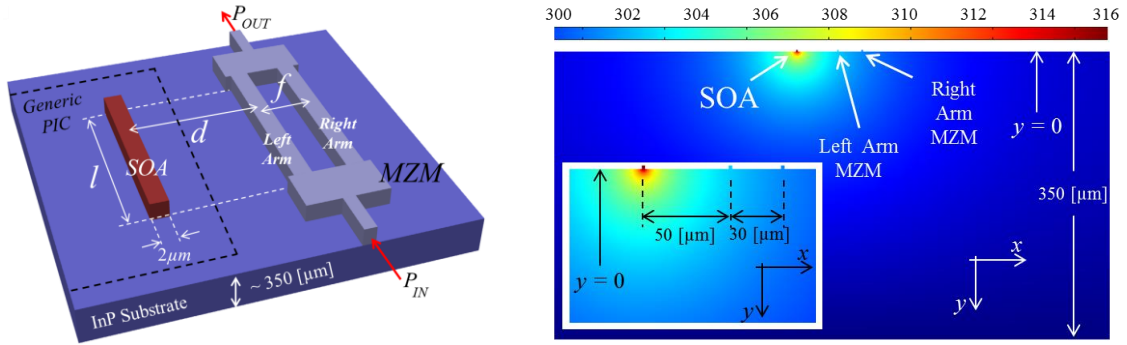 P_OUT
Generic
PIC
SOA
l
d
f
Left
Arm
Right
Arm
MZM
2μm
P_IN
~ 350 [μm]
InP Substrate
300 302 304 305 307 308 310 312 314 316
SOA
Left Arm
MZM
Right
Arm
MZM
y = 0
350 [μm]
50 [μm]
30 [μm]
y = 0
x
y
x
y